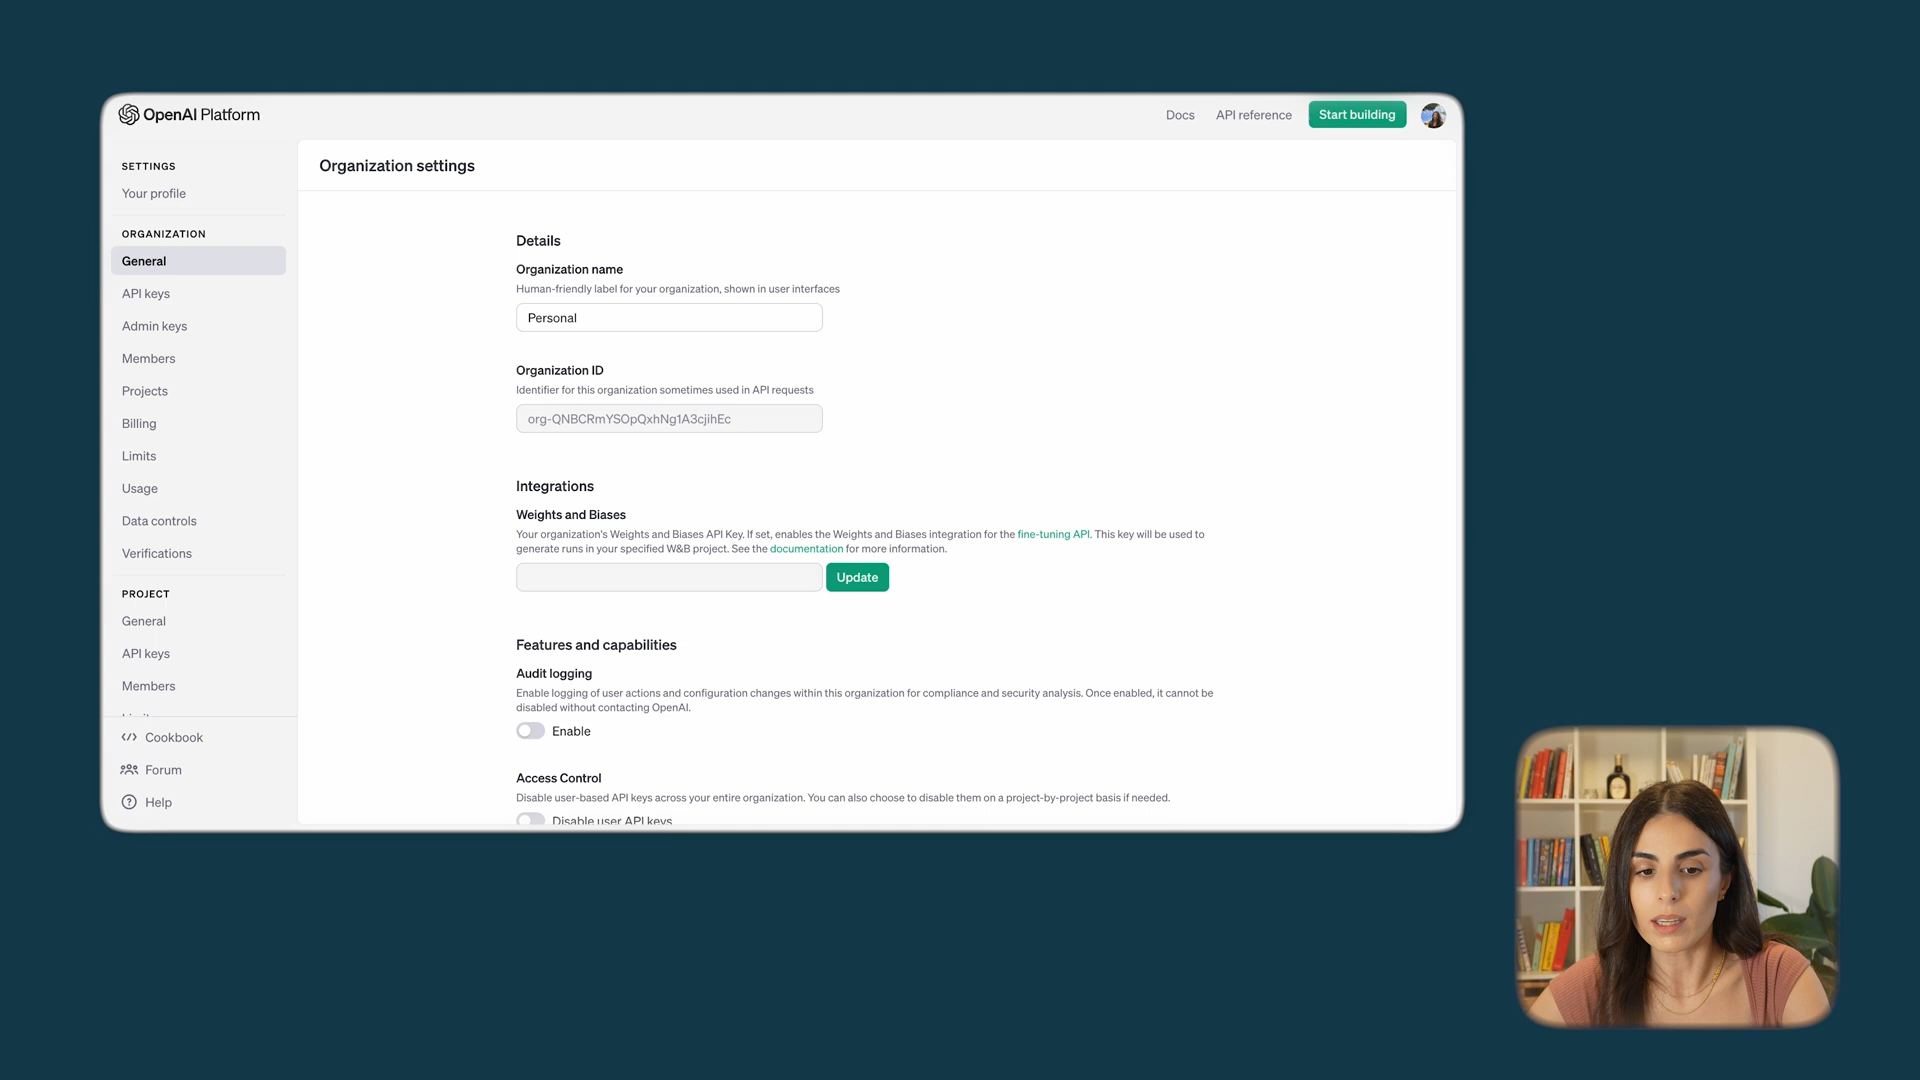 OpenAI Platform
Docs
API reference
Start building
SETTINGS
Your profile
ORGANIZATION
General
API keys
Admin keys
Members
Projects
Billing
Limits
Usage
Data controls
Verifications
PROJECT
General
API keys
Members
Limits
Cookbook
Forum
Help
Organization settings
Details
Organization name
Human-friendly label for your organization, shown in user interfaces
Personal
Organization ID
Identifier for this organization sometimes used in API requests
org-QNBCRmYSOpQxhNg1A3cjihEc
Integrations
Weights and Biases
Your organization's Weights and Biases API Key. If set, enables the Weights and Biases integration for the fine-tuning API. This key will be used to
generate runs in your specified W&B project. See the documentation for more information.
Update
Features and capabilities
Audit logging
Enable logging of user actions and configuration changes within this organization for compliance and security analysis. Once enabled, it cannot be
disabled without contacting OpenAI.
Enable
Access Control
Disable user-based API keys across your entire organization. You can also choose to disable them on a project-by-project basis if needed.
Disable user API keys